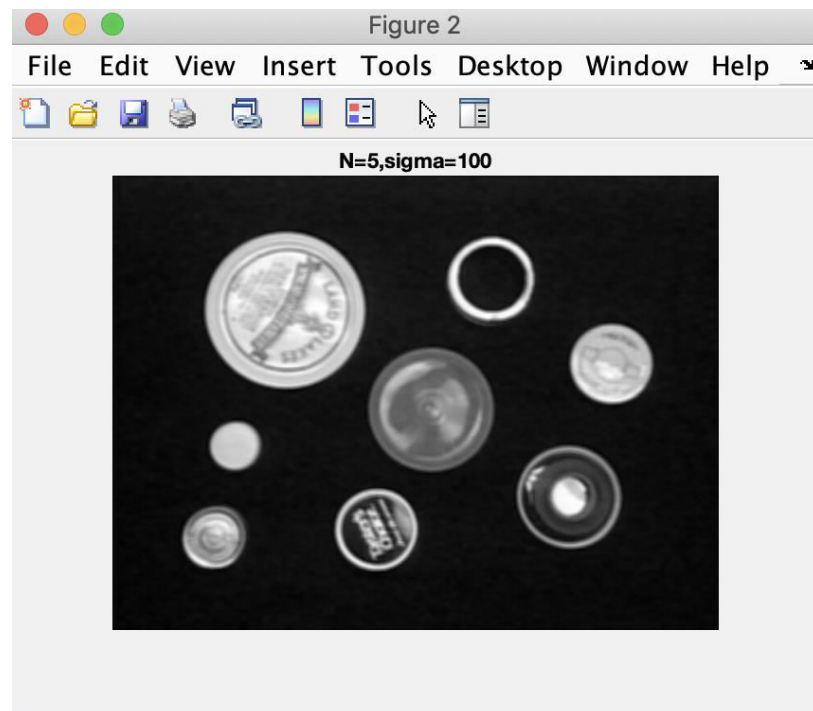 Figure 2
File Edit View Insert Tools Desktop Window Help
N=5,sigma=100
LAND O LAKES